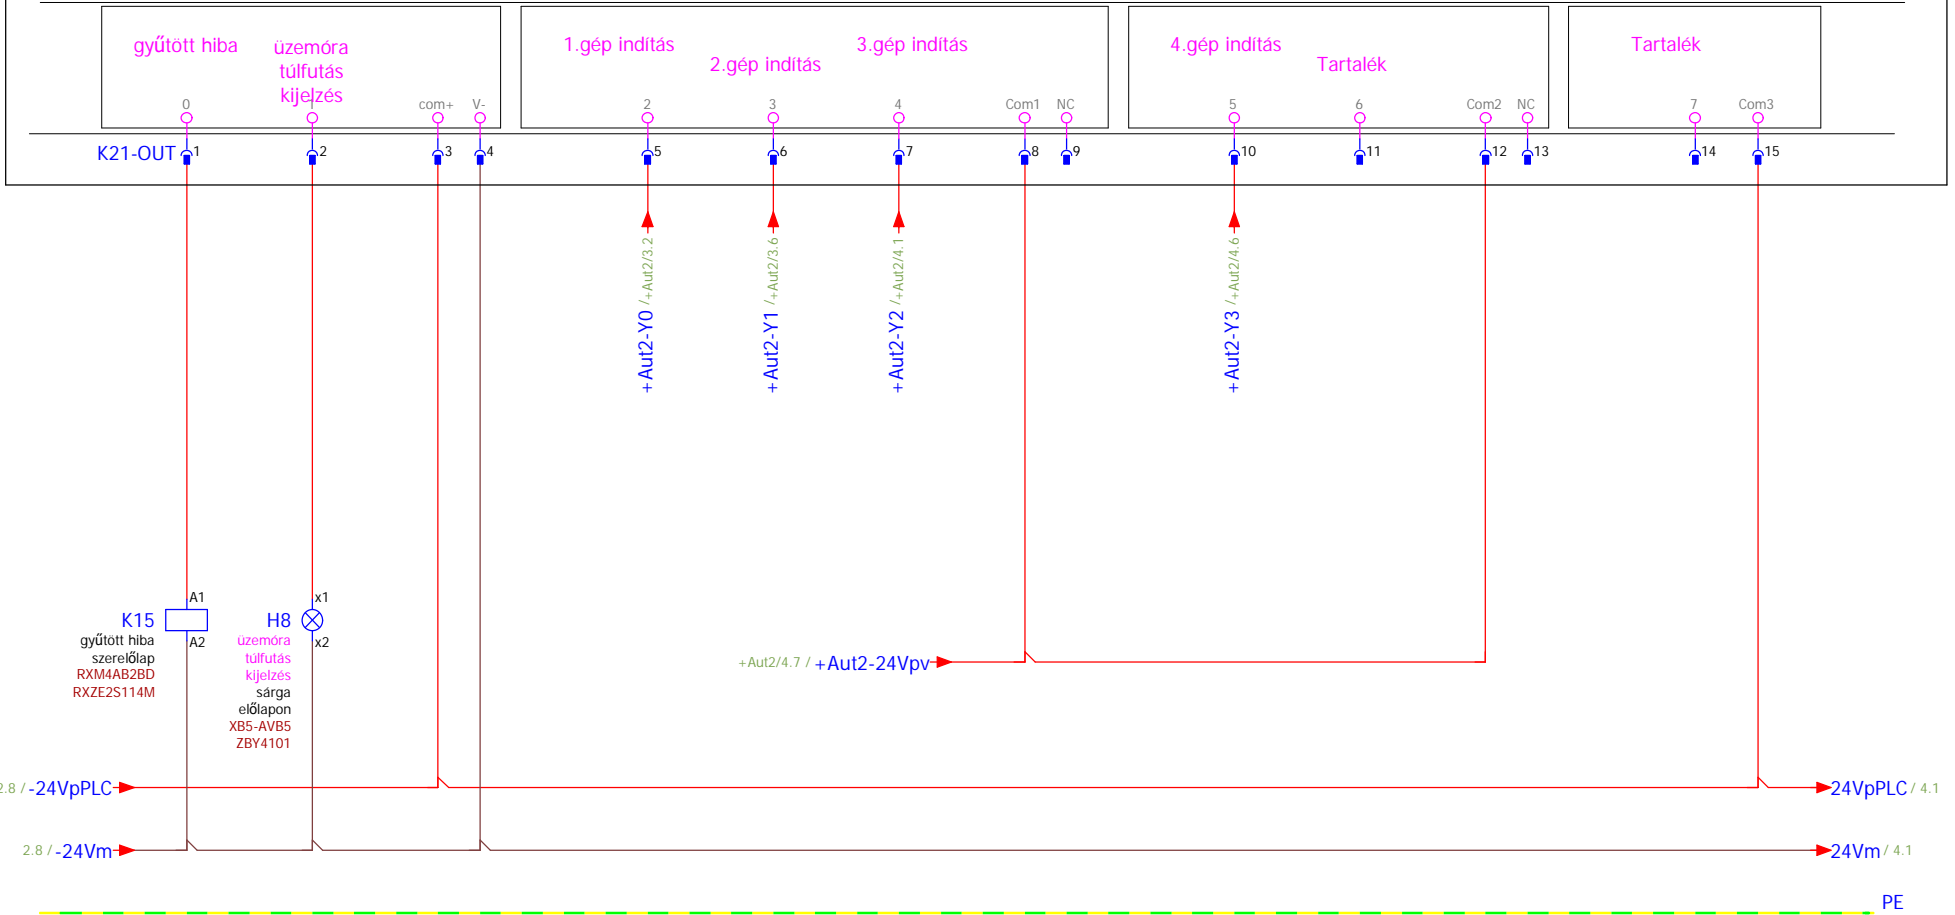 gyűtött hiba
üzemóra
túlfutás
kijelzés
1.gép indítás
2.gép indítás
3.gép indítás
4.gép indítás
Tartalék
Tartalék
0
1
com+
V-
2
3
4
Com1
NC
5
6
Com2
NC
7
Com3
K21-OUT
1
2
3
4
5
6
7
8
9
10
11
12
13
14
15
+Aut2-Y0 /+Aut2/3.2
+Aut2-Y1 /+Aut2/3.6
+Aut2-Y2 /+Aut2/4.1
+Aut2-Y3 /+Aut2/4.6
A1
K15
A2
gyűtött hiba
szerelőlap
RXM4AB2BD
RXZE2S114M
x1
H8
x2
üzemóra
túlfutás
kijelzés
sárga
előlapon
XB5-AVB5
ZBY4101
+Aut2/4.7 / +Aut2-24Vpv
2.8 / -24VpPLC
24VpPLC / 4.1
2.8 / -24Vm
24Vm / 4.1
PE